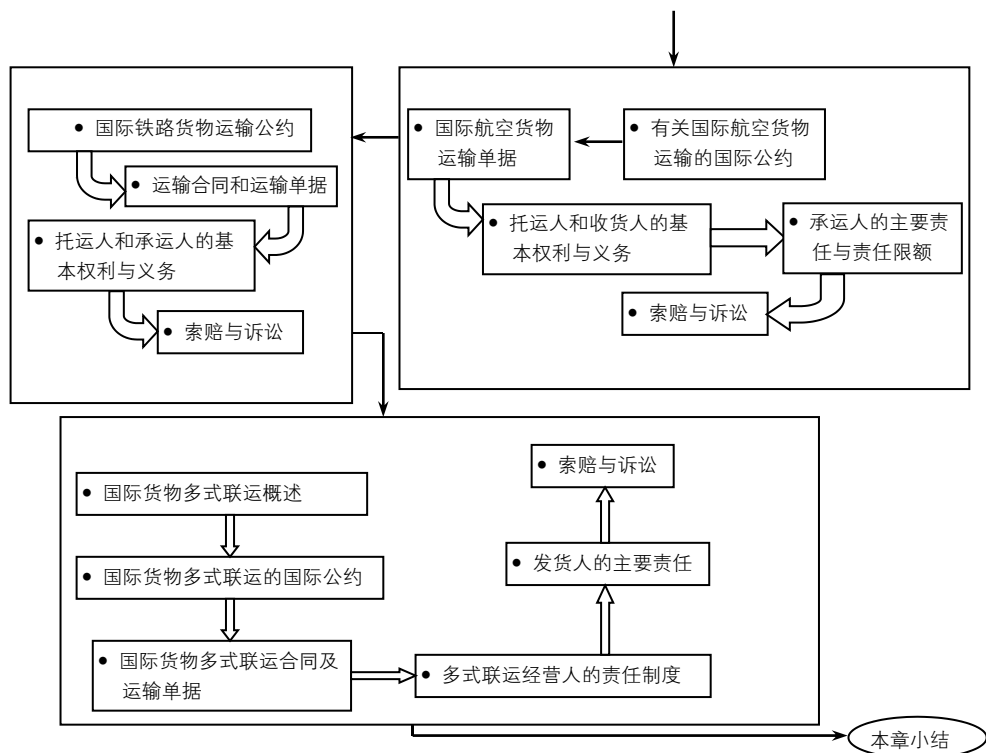 • 国际铁路货物运输公约
• 运输合同和运输单据
• 托运人和承运人的基
本权利与义务
• 索赔与诉讼
• 国际航空货物
运输单据
• 有关国际航空货物
运输的国际公约
• 托运人和收货人的基
本权利与义务
• 承运人的主要责
任与责任限额
• 索赔与诉讼
• 国际货物多式联运概述
• 国际货物多式联运的国际公约
• 国际货物多式联运合同及
运输单据
• 索赔与诉讼
• 发货人的主要责任
• 多式联运经营人的责任制度
本章小结